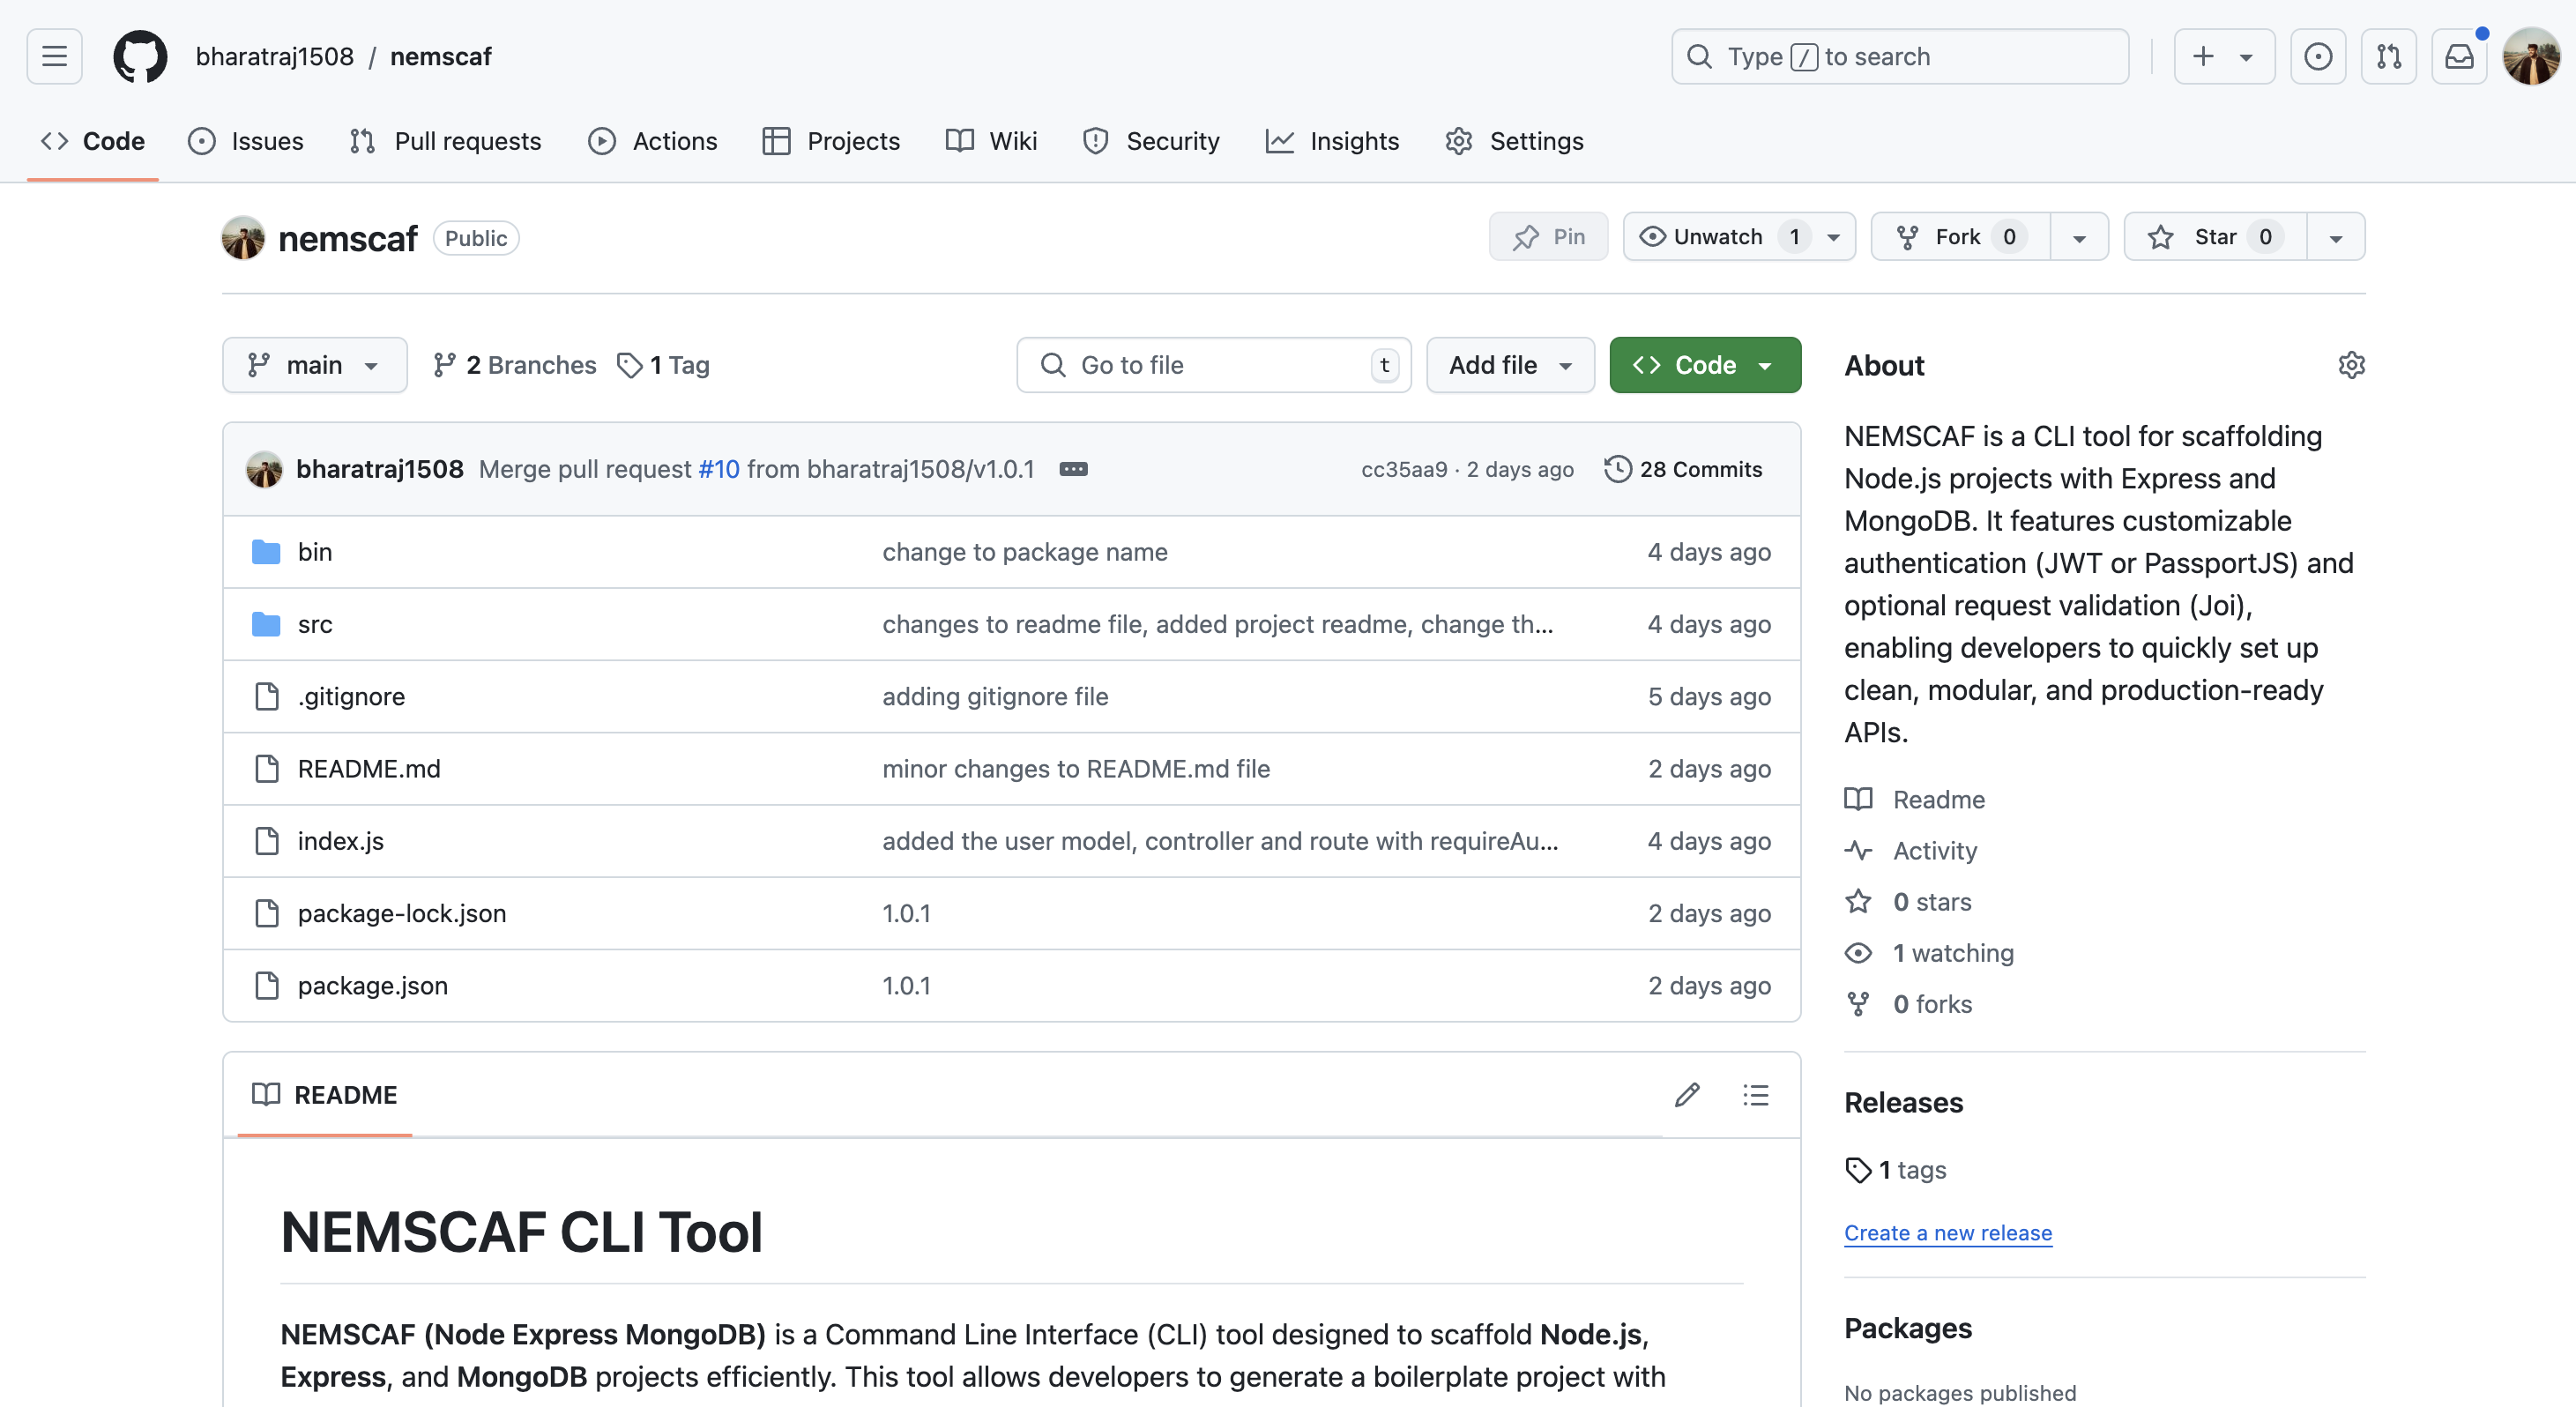 bharatraj1508 / nemscaf
Type / to search
Code
Issues
Pull requests
Actions
Projects
Wiki
Security
Insights
Settings
nemscaf Public
Pin
Unwatch 1
Fork 0
Star 0
main
2 Branches
1 Tag
Go to file t
Add file
Code
bharatraj1508 Merge pull request #10 from bharatraj1508/v1.0.1
cc35aa9 · 2 days ago
28 Commits
bin change to package name 4 days ago
src changes to readme file, added project readme, change th... 4 days ago
.gitignore adding gitignore file 5 days ago
README.md minor changes to README.md file 2 days ago
index.js added the user model, controller and route with requireAu... 4 days ago
package-lock.json 1.0.1 2 days ago
package.json 1.0.1 2 days ago
README
NEMSCAF CLI Tool
NEMSCAF (Node Express MongoDB) is a Command Line Interface (CLI) tool designed to scaffold Node.js,
Express, and MongoDB projects efficiently. This tool allows developers to generate a boilerplate project with
About
NEMSCAF is a CLI tool for scaffolding
Node.js projects with Express and
MongoDB. It features customizable
authentication (JWT or PassportJS) and
optional request validation (Joi),
enabling developers to quickly set up
clean, modular, and production-ready
APIs.
Readme
Activity
0 stars
1 watching
0 forks
Releases
1 tags
Create a new release
Packages
No packages published